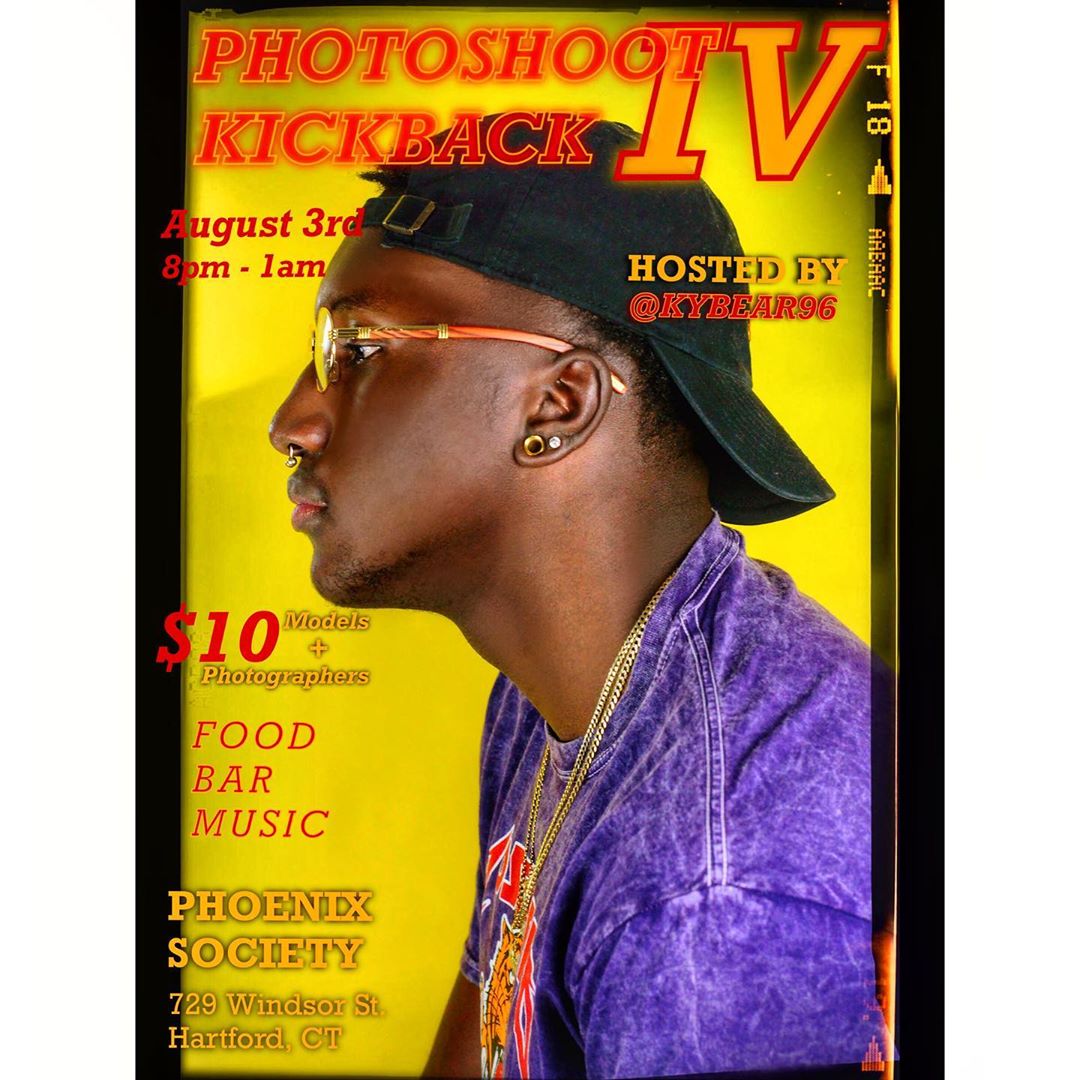 PHOTOSHOOT IV
KICKBACK
August 3rd
8pm - 1am
HOSTED BY
@KYBEAR96
$10 Models
+
Photographers
FOOD
BAR
MUSIC
PHOENIX
SOCIETY
729 Windsor St.
Hartford, CT
F 18